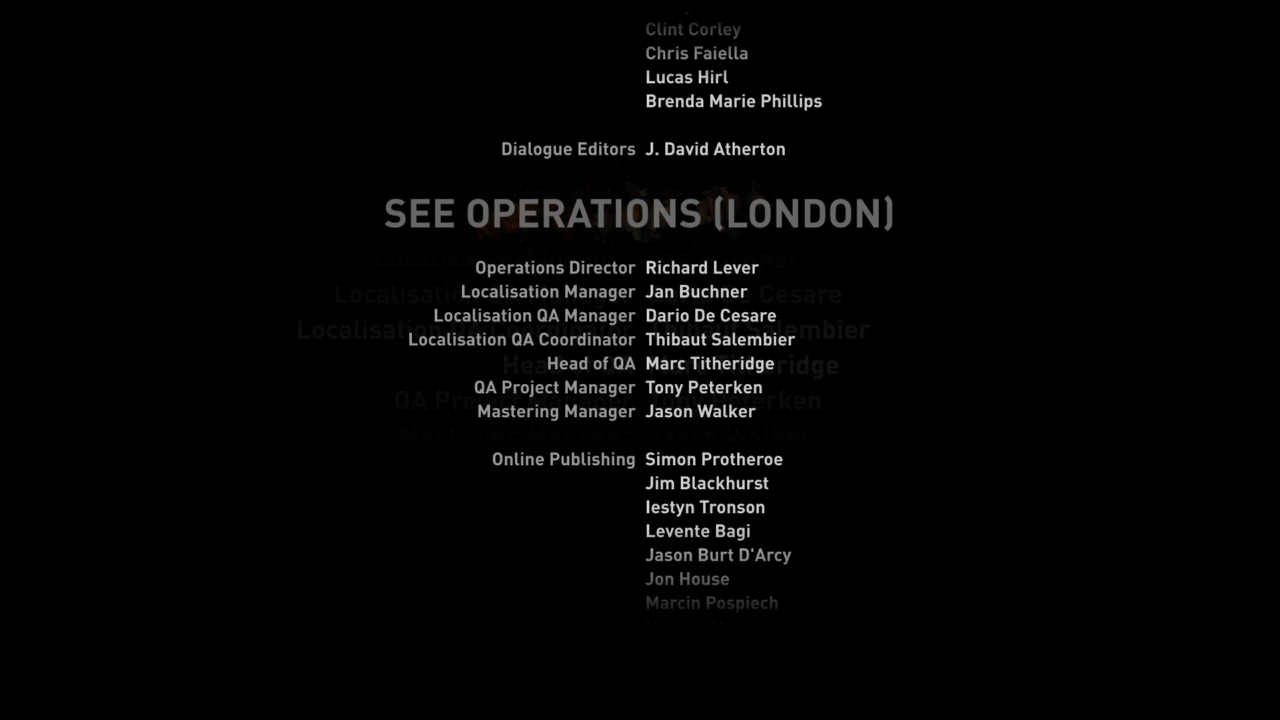 Clint Corley
Chris Faiella
Lucas Hirl
Brenda Marie Phillips
Dialogue Editors J. David Atherton
SEE OPERATIONS (LONDON)
Operations Director Richard Lever
Localisation Manager Jan Buchner
Localisation QA Manager Dario De Cesare
Localisation QA Coordinator Thibaut Salembier
Head of QA Marc Titheridge
QA Project Manager Tony Peterken
Mastering Manager Jason Walker
Online Publishing Simon Protheroe
Jim Blackhurst
Iestyn Tronson
Levente Bagi
Jason Burt D'Arcy
Jon House
Marcin Pospiech